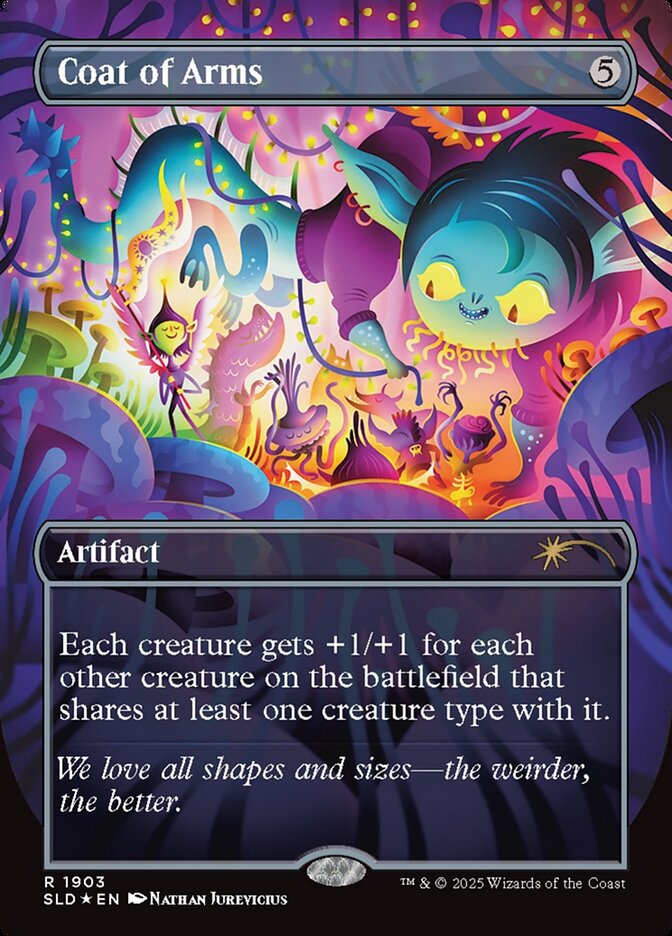 Coat of Arms 5
Artifact
Each creature gets +1/+1 for each
other creature on the battlefield that
shares at least one creature type with it.
We love all shapes and sizes—the weirder,
the better.
R 1903
SLD★EN Nathan Jurevicius
™ & © 2025 Wizards of the Coast